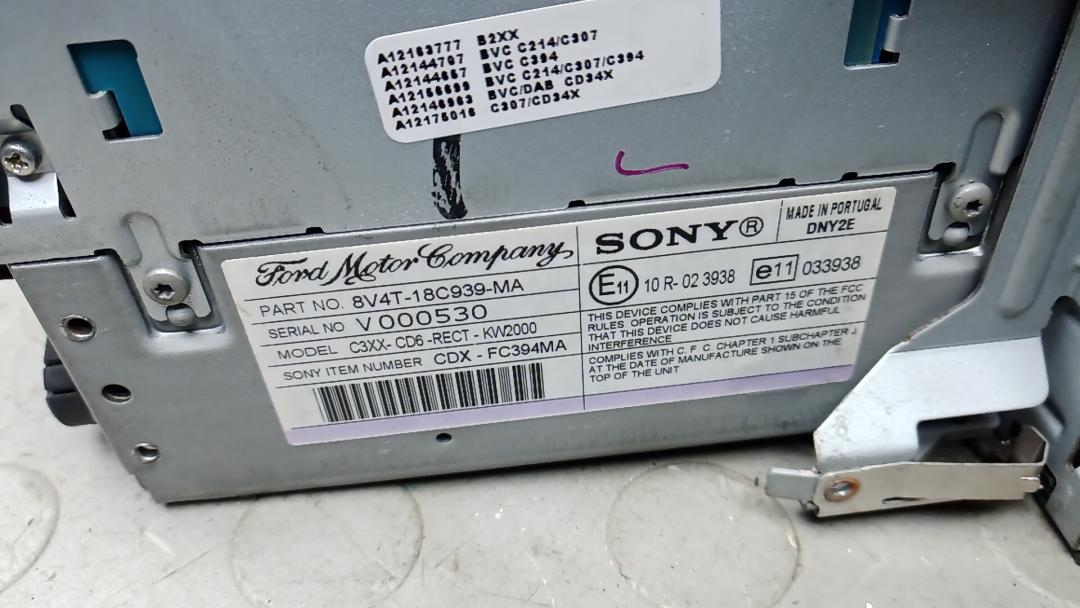 A12163777 B2XX
A12144707 BVC C214/C307
A12144657 BVC C394
A12156699 BVC C214/C307/C394
A12146963 BVC/DAB CD34X
A12175016 C307/CD34X
Ford Motor Company
PART NO. 8V4T-18C939-MA
SERIAL NO V000530
MODEL C3XX- CD6 -RECT - KW2000
SONY ITEM NUMBER CDX - FC394MA
SONY®
MADE IN PORTUGAL
DNY2E
E11 10 R- 02 3938 e11 033938
THIS DEVICE COMPLIES WITH PART 15 OF THE FCC
RULES. OPERATION IS SUBJECT TO THE CONDITION
THAT THIS DEVICE DOES NOT CAUSE HARMFUL
INTERFERENCE
COMPLIES WITH C. F. C. CHAPTER 1 SUBCHAPTER J.
AT THE DATE OF MANUFACTURE SHOWN ON THE
TOP OF THE UNIT